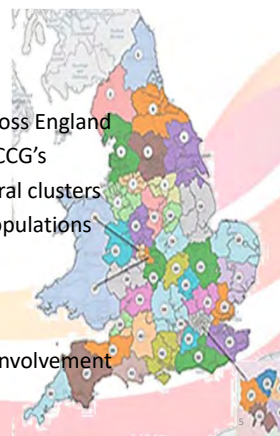 oss England
CCG's
ral clusters
opulations
nvolvement
5